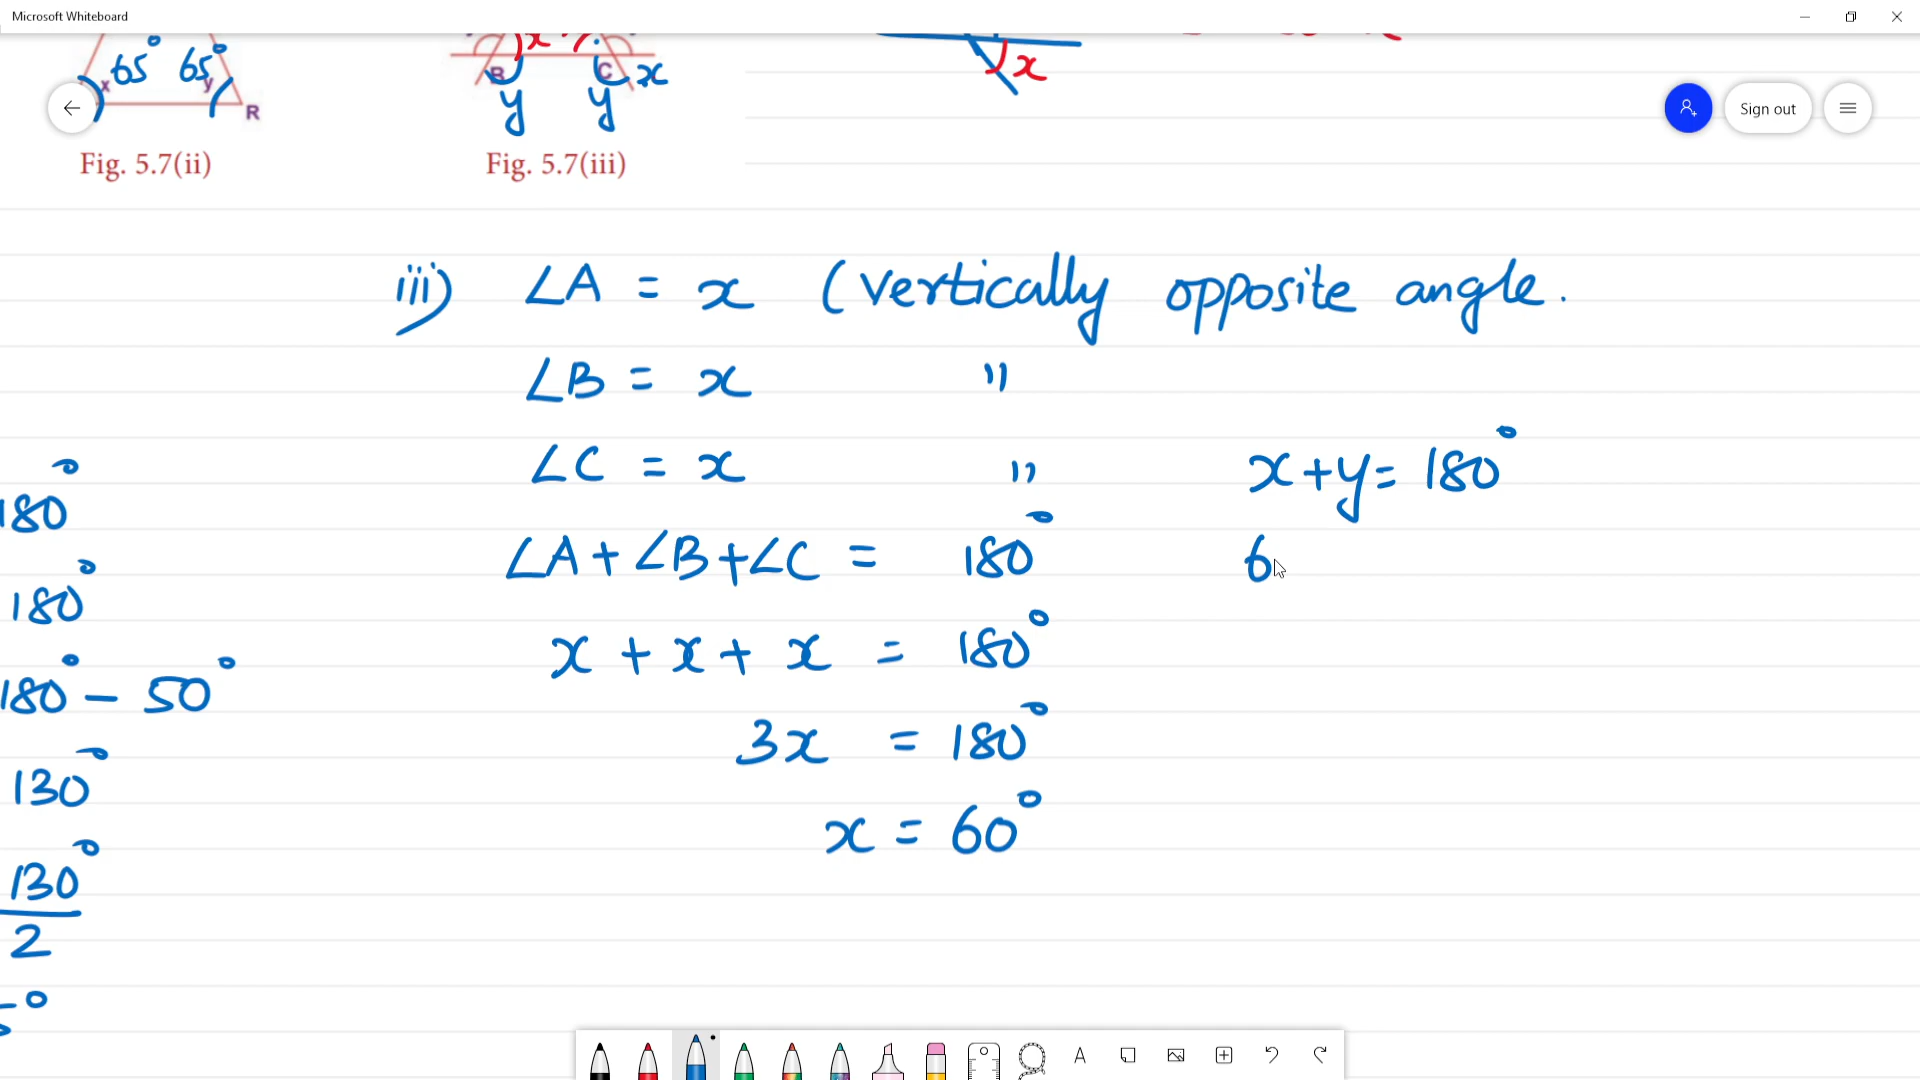 Microsoft Whiteboard
65° 65°
x y
R
B C x
y y
x
Sign out
Fig. 5.7(ii) Fig. 5.7(iii)
iii) ∠A = x (vertically opposite angle.
∠B = x "
∠C = x "
x + y = 180°
∠A + ∠B + ∠C = 180°
6
x + x + x = 180°
3x = 180°
x = 60°
180°
180°
180° - 50°
130°
130°
2
A